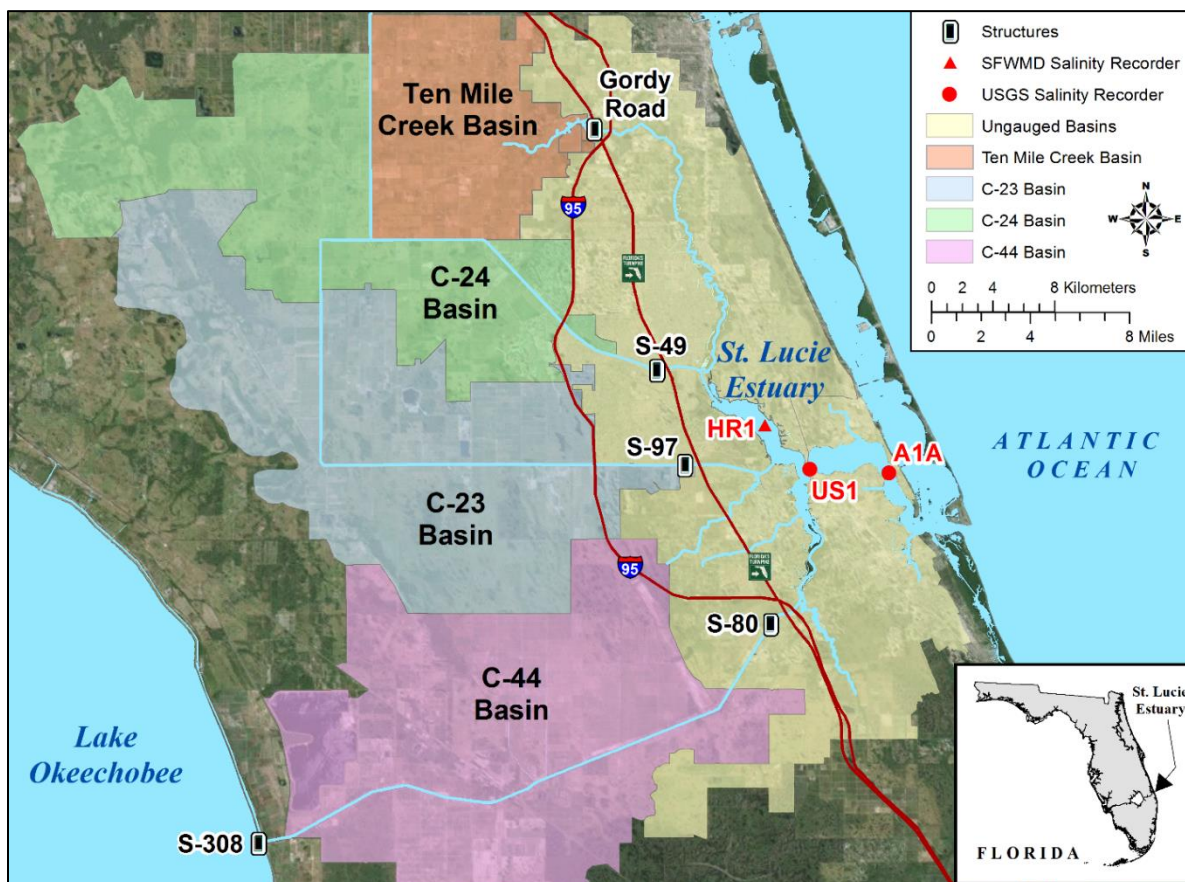 Structures
SFWMD Salinity Recorder
USGS Salinity Recorder
Ungauged Basins
Ten Mile Creek Basin
C-23 Basin
C-24 Basin
C-44 Basin
N
W
E
S
0 2 4 8 Kilometers
0 2 4 8 Miles
Ten Mile
Creek Basin
Gordy
Road
95
C-24
Basin
S-49
St. Lucie
Estuary
HR1
A1A
US1
S-97
ATLANTIC
OCEAN
C-23
Basin
95
S-80
C-44
Basin
Lake
Okeechobee
S-308
St. Lucie
Estuary
FLORIDA